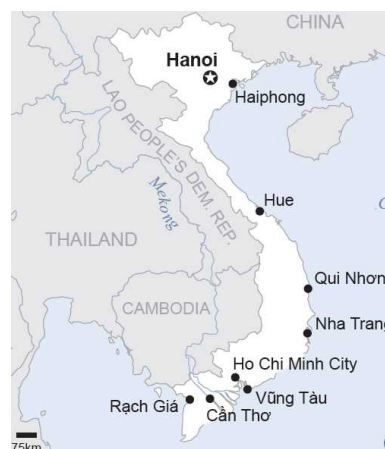 CHINA
Hanoi
Haiphong
LAO PEOPLE'S DEM. REP.
Mekong
Hue
THAILAND
Qui Nhơn
CAMBODIA
Nha Trang
Ho Chi Minh City
Vũng Tàu
Rạch Giá
Cần Thơ
75km